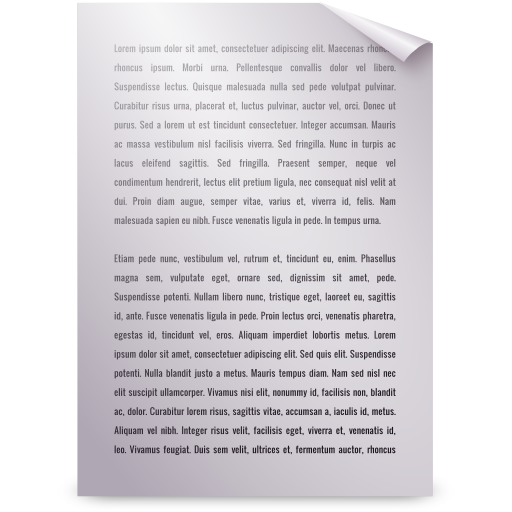 Lorem ipsum dolor sit amet, consectetuer adipiscing elit. Maecenas
rhoncus ipsum. Morbi urna. Pellentesque convallis dolor vel libero.
Suspendisse lectus. Quisque malesuada nulla sed pede volutpat pulvinar.
Curabitur risus urna, placerat et, luctus pulvinar, auctor vel, orci. Donec ut
purus. Sed a lorem ut est tincidunt consectetuer. Integer accumsan. Mauris
ac massa vestibulum nisl facilisis viverra. Sed fringilla. Nunc in turpis ac
lacus eleifend sagittis. Sed fringilla. Praesent semper, neque vel
condimentum hendrerit, lectus elit pretium ligula, nec consequat nisl velit at
dui. Proin diam augue, semper vitae, varius et, viverra id, felis. Nam
malesuada sapien eu nibh. Fusce venenatis ligula in pede. In tempus urna.
Etiam pede nunc, vestibulum vel, rutrum et, tincidunt eu, enim. Phasellus
magna sem, vulputate eget, ornare sed, dignissim sit amet, pede.
Suspendisse potenti. Nullam libero nunc, tristique eget, laoreet eu, sagittis
id, ante. Fusce venenatis ligula in pede. Proin lectus orci, venenatis pharetra,
egestas id, tincidunt vel, eros. Aliquam imperdiet lobortis metus. Lorem
ipsum dolor sit amet, consectetuer adipiscing elit. Sed quis elit. Suspendisse
potenti. Nulla blandit justo a metus. Mauris tempus diam. Nam sed nisl nec
elit suscipit ullamcorper. Vivamus nisi elit, nonummy id, facilisis non, blandit
ac, dolor. Curabitur lorem risus, sagittis vitae, accumsan a, iaculis id, metus.
Aliquam vel nibh. Integer risus velit, facilisis eget, viverra et, venenatis id,
leo. Vivamus feugiat. Duis sem velit, ultrices et, fermentum auctor, rhoncus